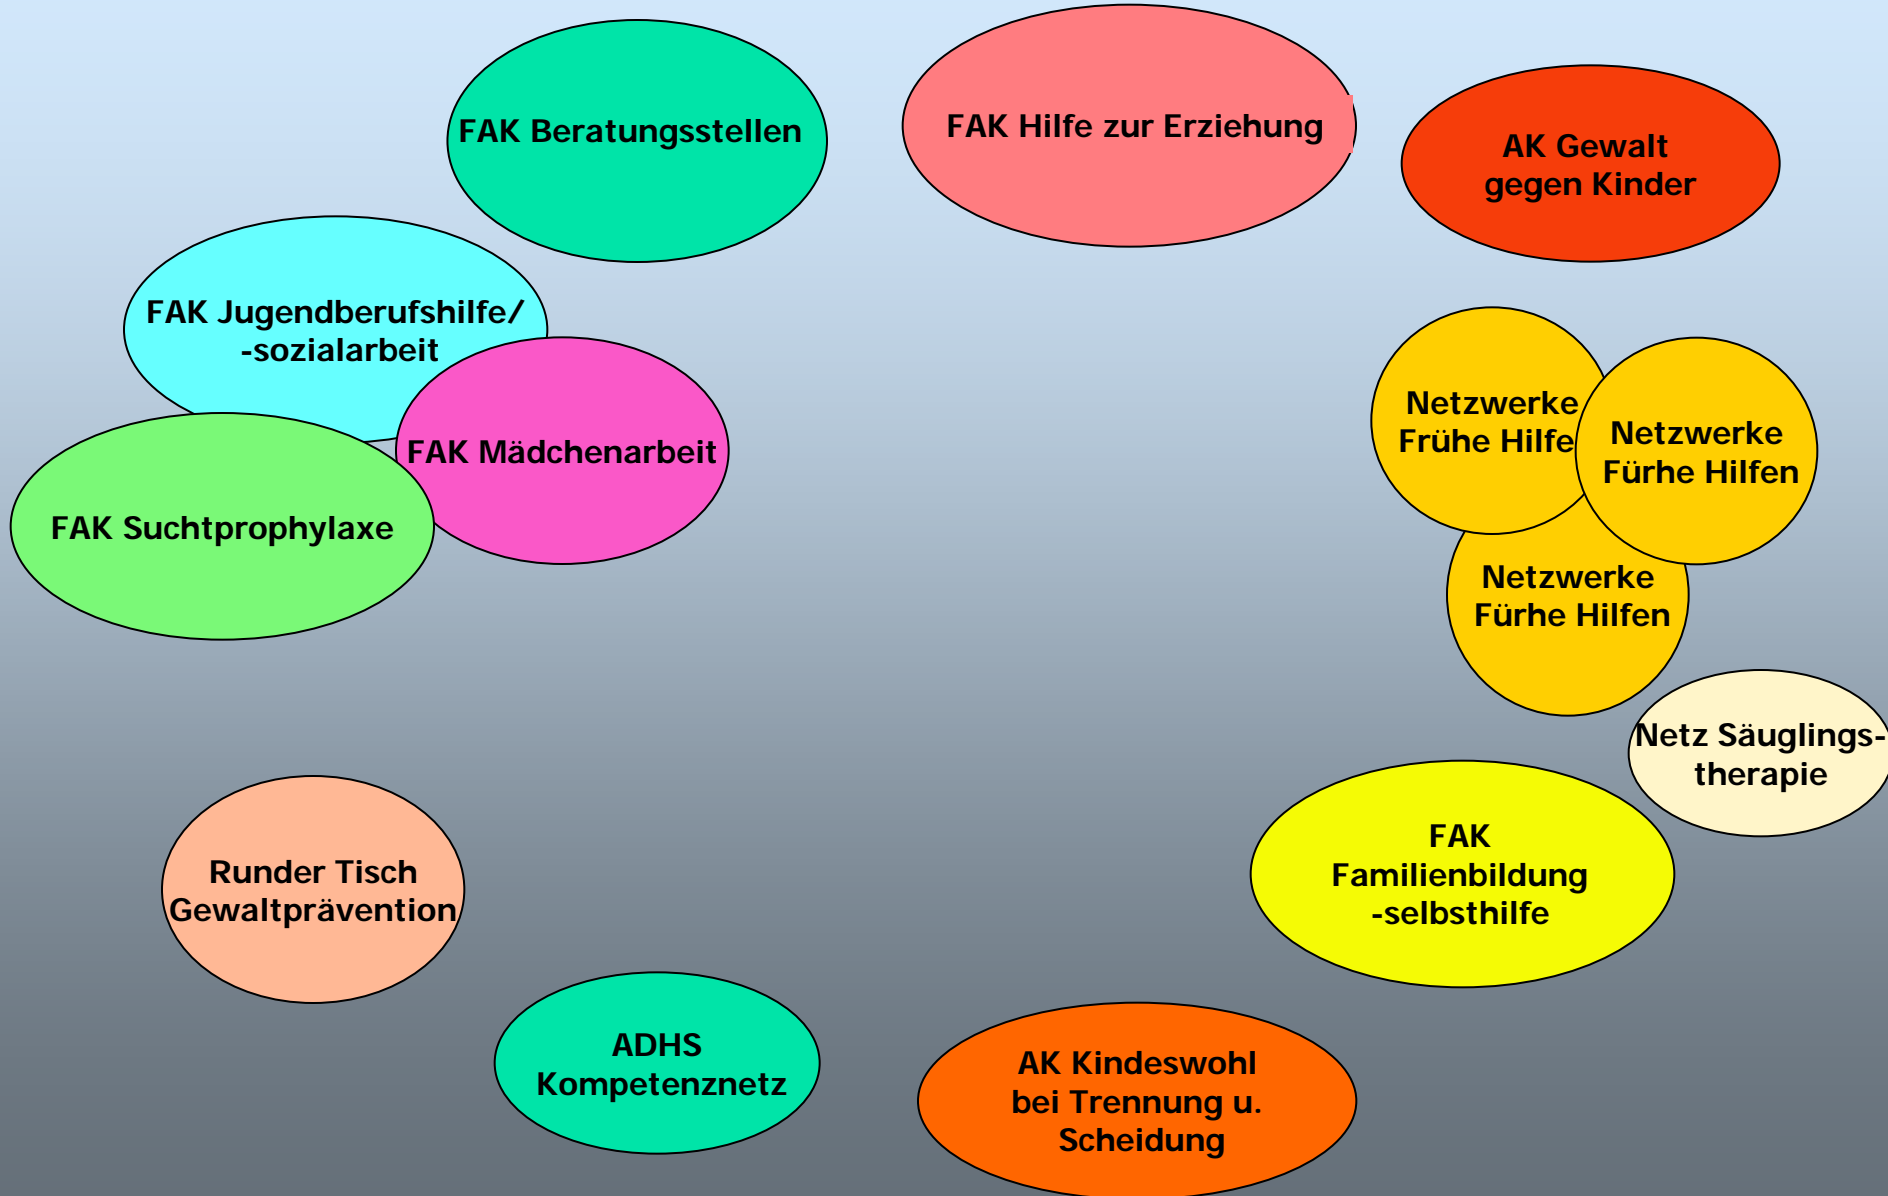 FAK Beratungsstellen
FAK Hilfe zur Erziehung
AK Gewalt
gegen Kinder
FAK Jugendberufshilfe/
-sozialarbeit
FAK Mädchenarbeit
FAK Suchtprophylaxe
Netzwerke
Frühe Hilfe
Netzwerke
Fürhe Hilfen
Netzwerke
Fürhe Hilfen
Netz Säuglings-
therapie
FAK
Familienbildung
-selbsthilfe
Runder Tisch
Gewaltprävention
ADHS
Kompetenznetz
AK Kindeswohl
bei Trennung u.
Scheidung